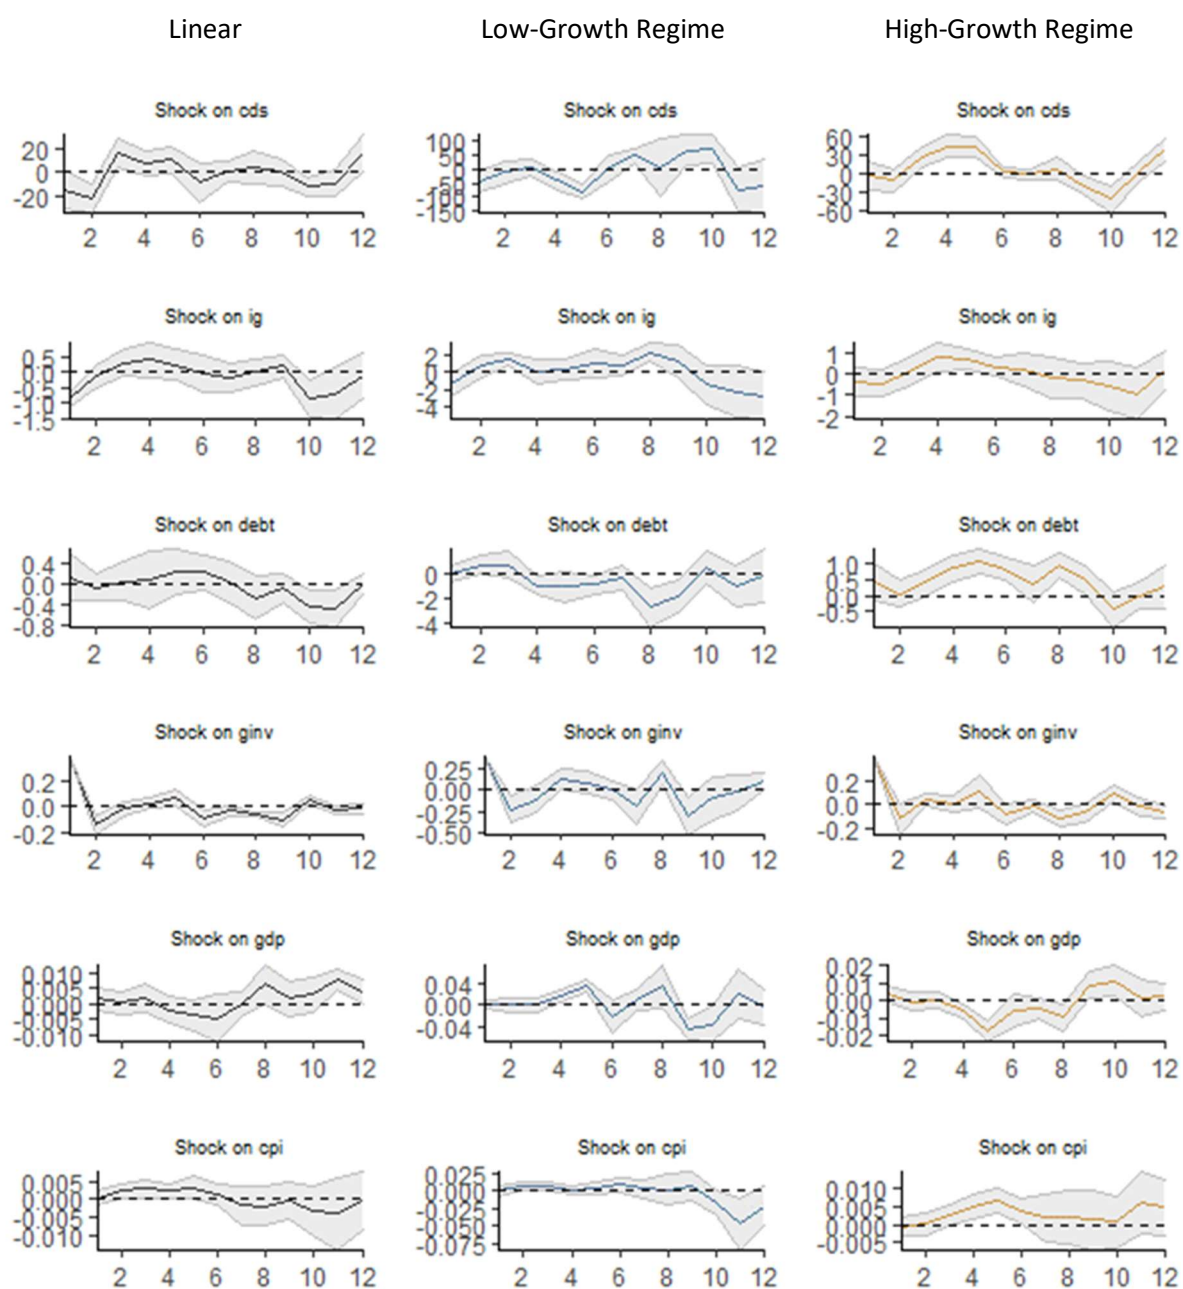 Linear Low-Growth Regime High-Growth Regime
Shock on cds Shock on cds Shock on cds
20 0 -20 100 50 0 -50 -100 -150 60 30 0 -30 -60
2 4 6 8 10 12 2 4 6 8 10 12 2 4 6 8 10 12
Shock on ig Shock on ig Shock on ig
0.5 0.0 -0.5 -1.0 -1.5 2 0 -2 -4 1 0 -1 -2
2 4 6 8 10 12 2 4 6 8 10 12 2 4 6 8 10 12
Shock on debt Shock on debt Shock on debt
0.4 0.0 -0.4 -0.8 0 -2 -4 1.0 0.5 0.0 -0.5
2 4 6 8 10 12 2 4 6 8 10 12 2 4 6 8 10 12
Shock on ginv Shock on ginv Shock on ginv
0.2 0.0 -0.2 0.25 0.00 -0.25 -0.50 0.2 0.0 -0.2
2 4 6 8 10 12 2 4 6 8 10 12 2 4 6 8 10 12
Shock on gdp Shock on gdp Shock on gdp
0.010 0.005 0.000 -0.005 -0.010 0.04 0.00 -0.04 0.02 0.01 0.00 -0.01 -0.02
2 4 6 8 10 12 2 4 6 8 10 12 2 4 6 8 10 12
Shock on cpi Shock on cpi Shock on cpi
0.005 0.000 -0.005 -0.010 0.025 0.000 -0.025 -0.050 -0.075 0.010 0.005 0.000 -0.005
2 4 6 8 10 12 2 4 6 8 10 12 2 4 6 8 10 12